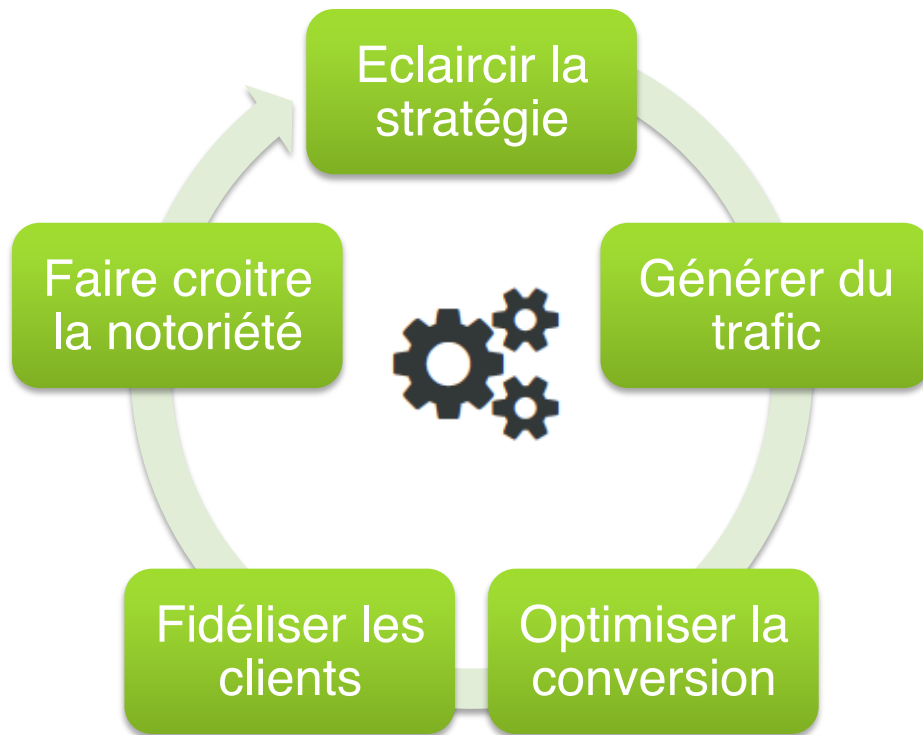 Eclaircir la
stratégie
Générer du
trafic
Optimiser la
conversion
Fidéliser les
clients
Faire croitre
la notoriété